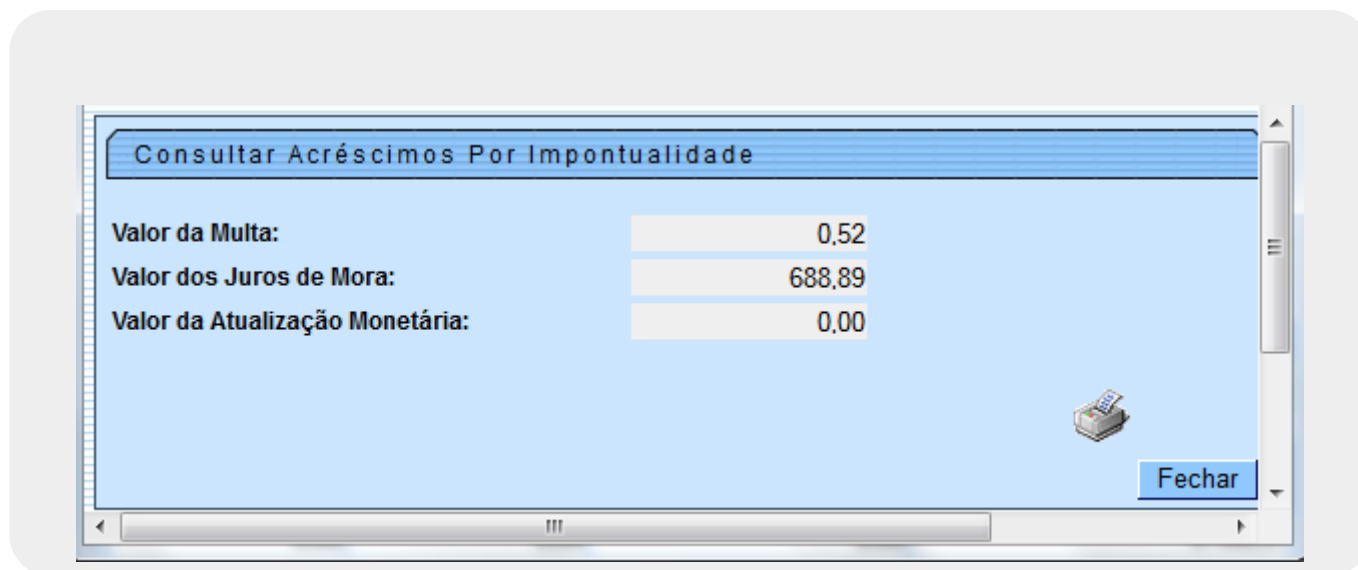 Consultar Acréscimos Por Impontualidade
Valor da Multa: 0,52
Valor dos Juros de Mora: 688,89
Valor da Atualização Monetária: 0,00
Fechar